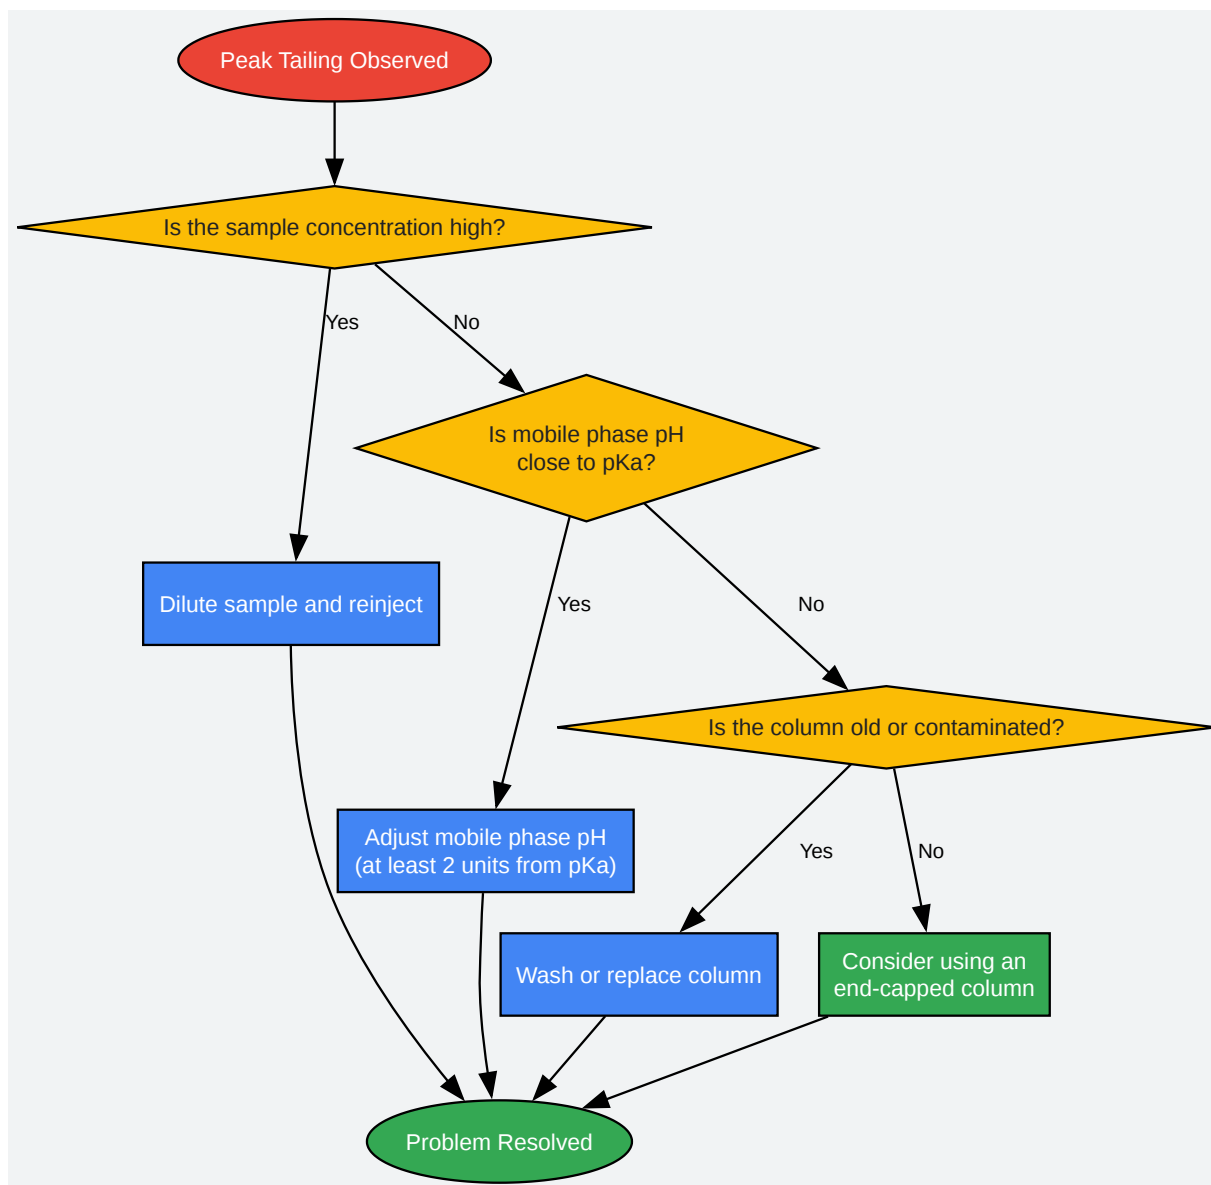 Peak Tailing Observed
Is the sample concentration high?
Yes
No
Is mobile phase pH
close to pKa?
Dilute sample and reinject
Yes
No
Is the column old or contaminated?
Adjust mobile phase pH
(at least 2 units from pKa)
Yes
No
Wash or replace column
Consider using an
end-capped column
Problem Resolved